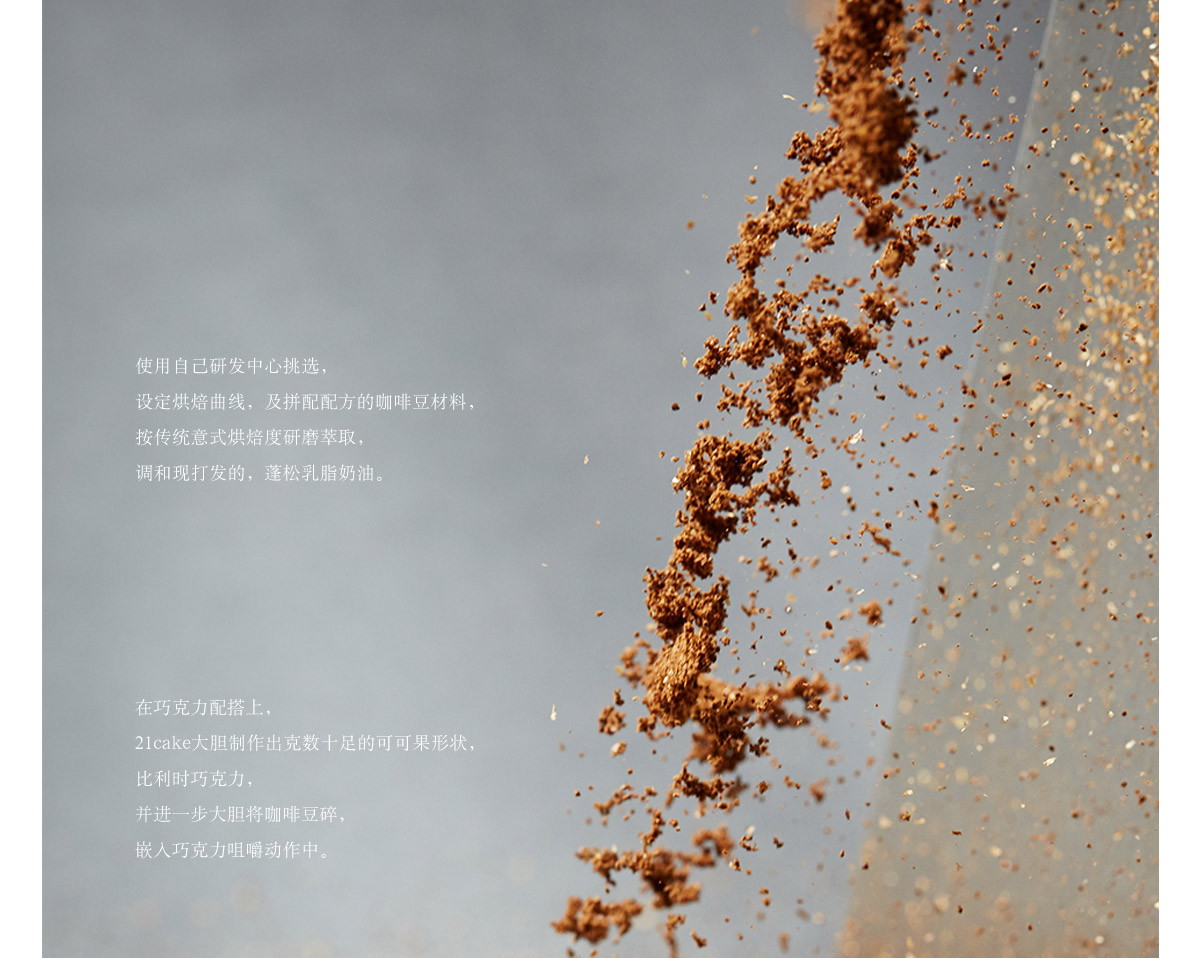 使用自己研发中心挑选，
设定烘焙曲线，及拼配配方的咖啡豆材料，
按传统意式烘焙度研磨萃取，
调和现打发的，蓬松乳脂奶油。
在巧克力配搭上，
21cake大胆制作出克数十足的可可果形状，
比利时巧克力，
并进一步大胆将咖啡豆碎，
嵌入巧克力咀嚼动作中。